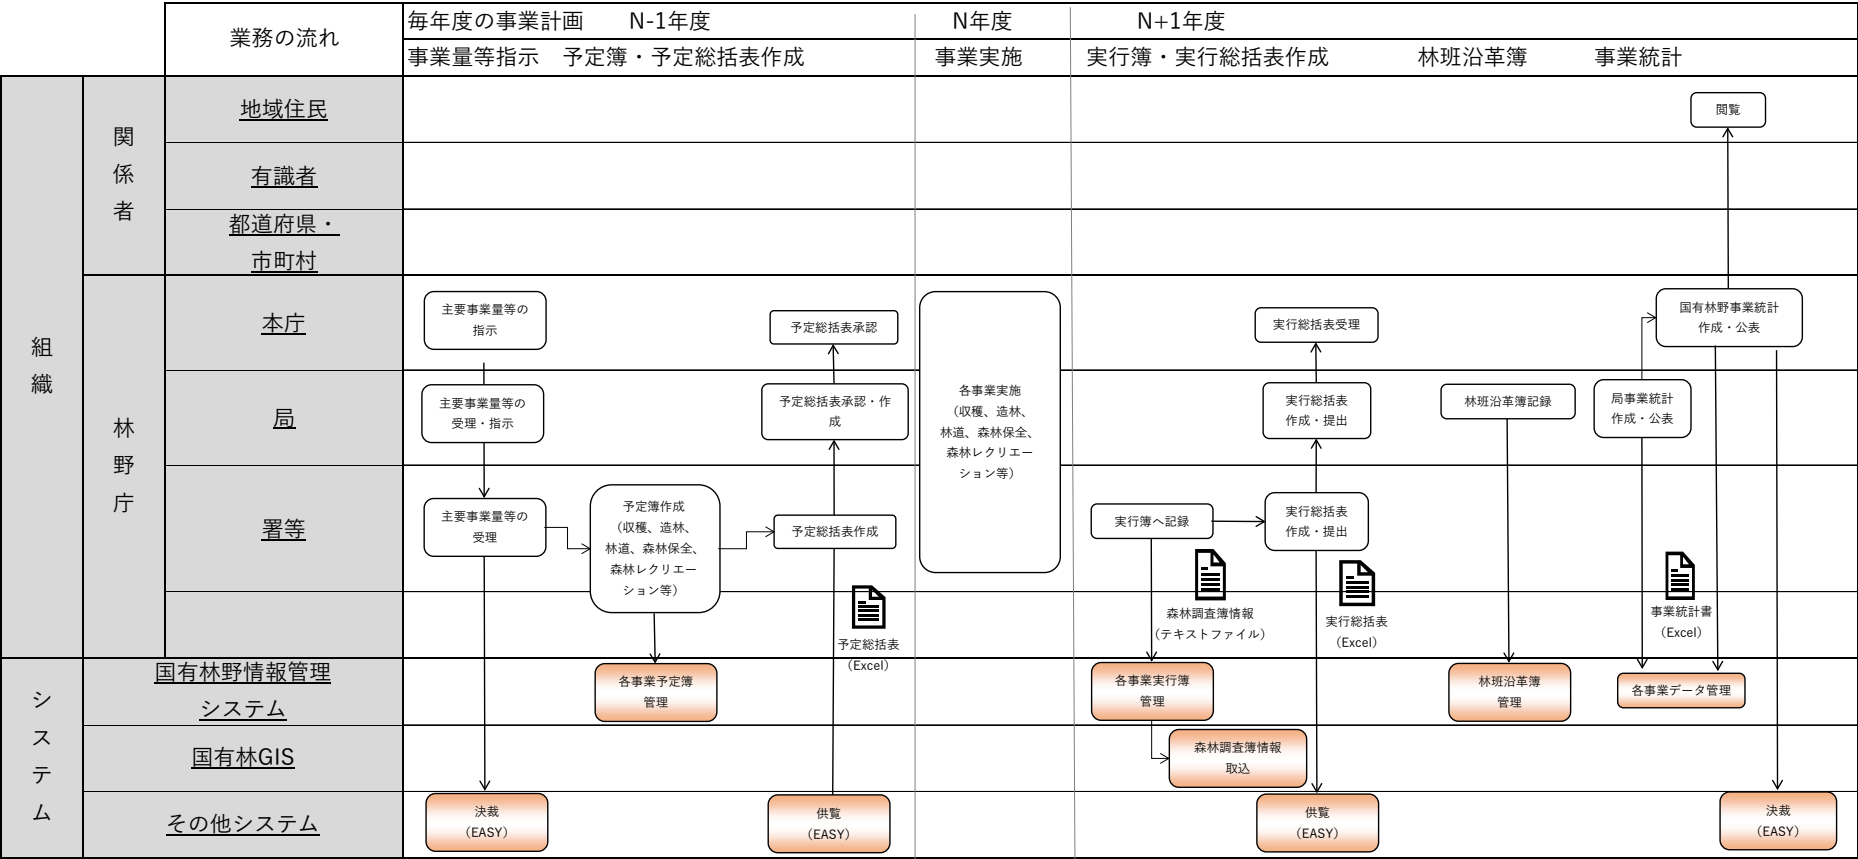 業務の流れ
毎年度の事業計画 N-1年度
N年度
N+1年度
事業量等指示 予定簿・予定総括表作成
事業実施
実行簿・実行総括表作成
林班沿革簿
事業統計
組織
関係者
地域住民
閲覧
有識者
都道府県・
市町村
林野庁
本庁
主要事業量等の
指示
予定総括表承認
実行総括表受理
国有林野事業統計
作成・公表
局
主要事業量等の
受理・指示
予定総括表承認・作
成
各事業実施
（収穫、造林、
林道、森林保全、
森林レクリエー
ション等）
実行総括表
作成・提出
林班沿革簿記録
局事業統計
作成・公表
署等
主要事業量等の
受理
予定簿作成
（収穫、造林、
林道、森林保全、
森林レクリエー
ション等）
予定総括表作成
実行簿へ記録
実行総括表
作成・提出
予定総括表
（Excel）
森林調査簿情報
（テキストファイル）
実行総括表
（Excel）
事業統計書
（Excel）
システム
国有林野情報管理
システム
各事業予定簿
管理
各事業実行簿
管理
林班沿革簿
管理
各事業データ管理
国有林GIS
森林調査簿情報
取込
その他システム
決裁
（EASY）
供覧
（EASY）
供覧
（EASY）
決裁
（EASY）